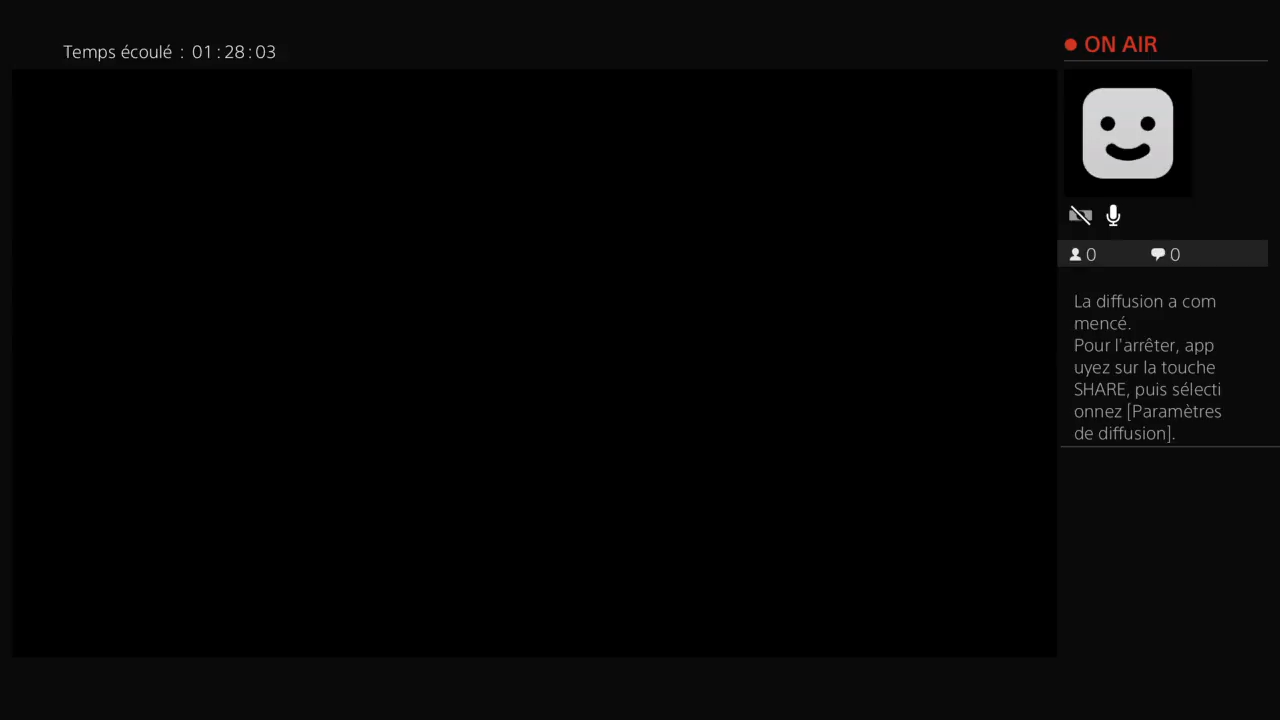 Temps écoulé : 01:28:03
ON AIR
0 0
La diffusion a com
mencé.
Pour l'arrêter, app
uyez sur la touche
SHARE, puis sélecti
onnez [Paramètres
de diffusion].